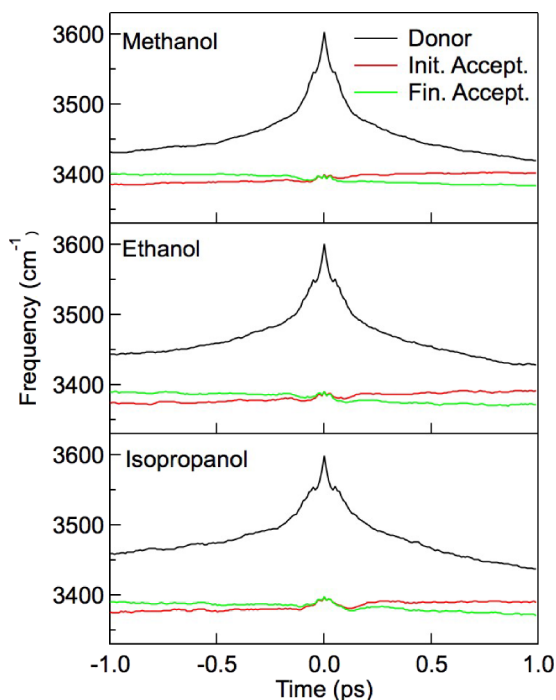 3600
3500
3400
Methanol
Donor
Init. Accept.
Fin. Accept.
3600
3500
3400
Ethanol
Frequency (cm-1)
3600
3500
3400
Isopropanol
-1.0 -0.5 0.0 0.5 1.0
Time (ps)